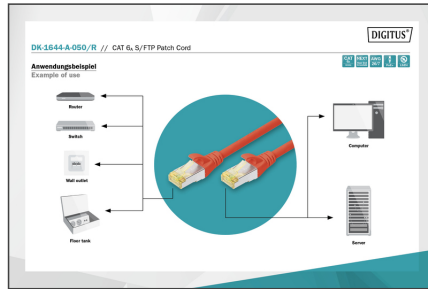 DIGITUS®
DK-1644-A-050/R // CAT 6A S/FTP Patch Cord
Anwendungsbeispiel
Example of use
Router
Switch
Wall outlet
Floor tank
Computer
Server